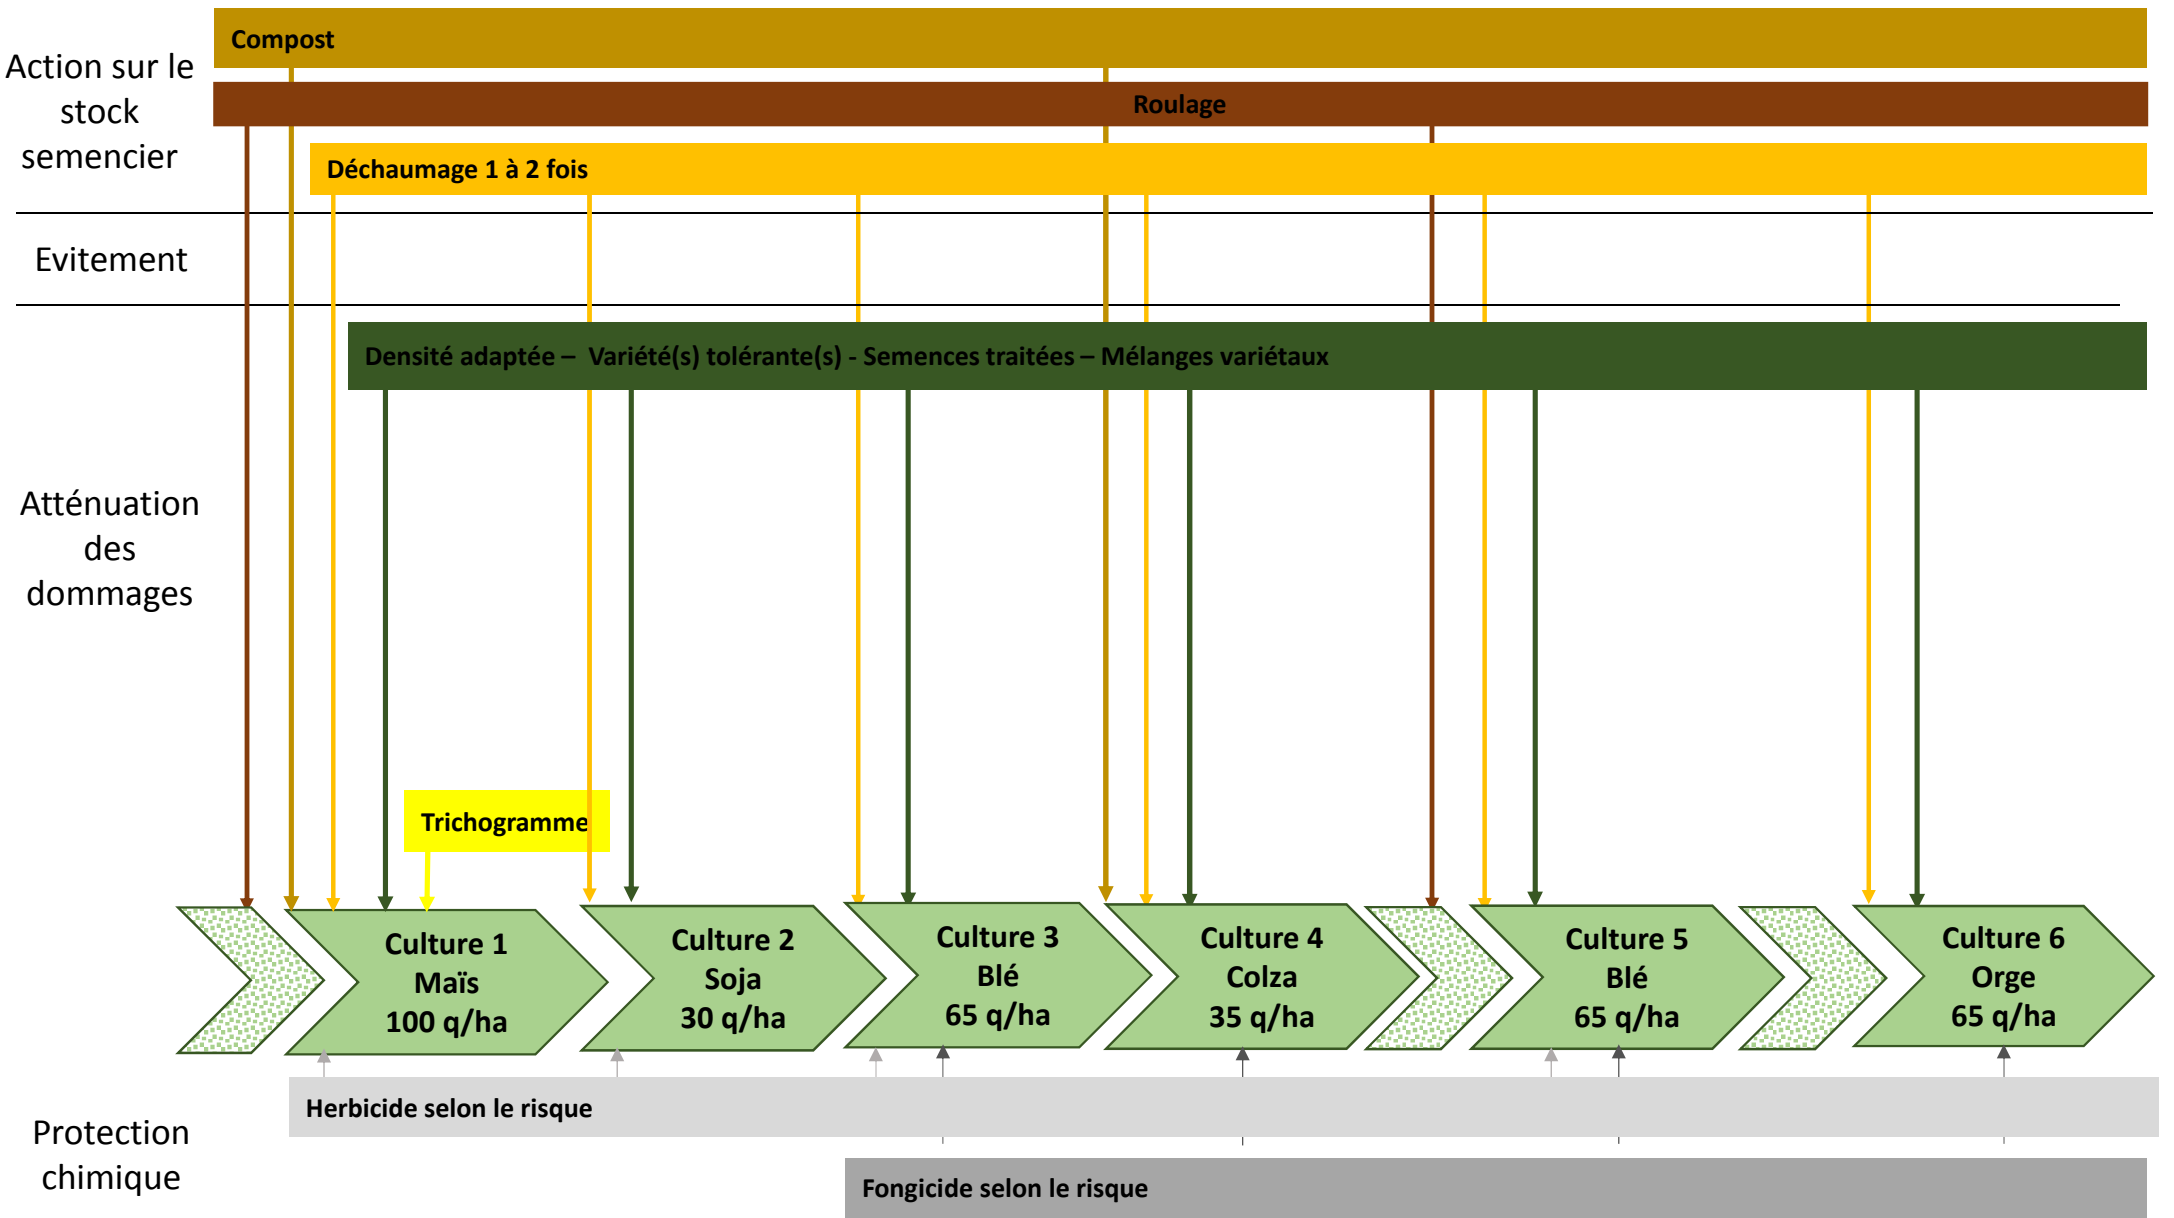 Action sur le
stock
semencier
Compost
Roulage
Déchaumage 1 à 2 fois
Evitement
Densité adaptée – Variété(s) tolérante(s) - Semences traitées – Mélanges variétaux
Atténuation
des
dommages
Trichogramme
Culture 1
Maïs
100 q/ha
Culture 2
Soja
30 q/ha
Culture 3
Blé
65 q/ha
Culture 4
Colza
35 q/ha
Culture 5
Blé
65 q/ha
Culture 6
Orge
65 q/ha
Protection
chimique
Herbicide selon le risque
Fongicide selon le risque